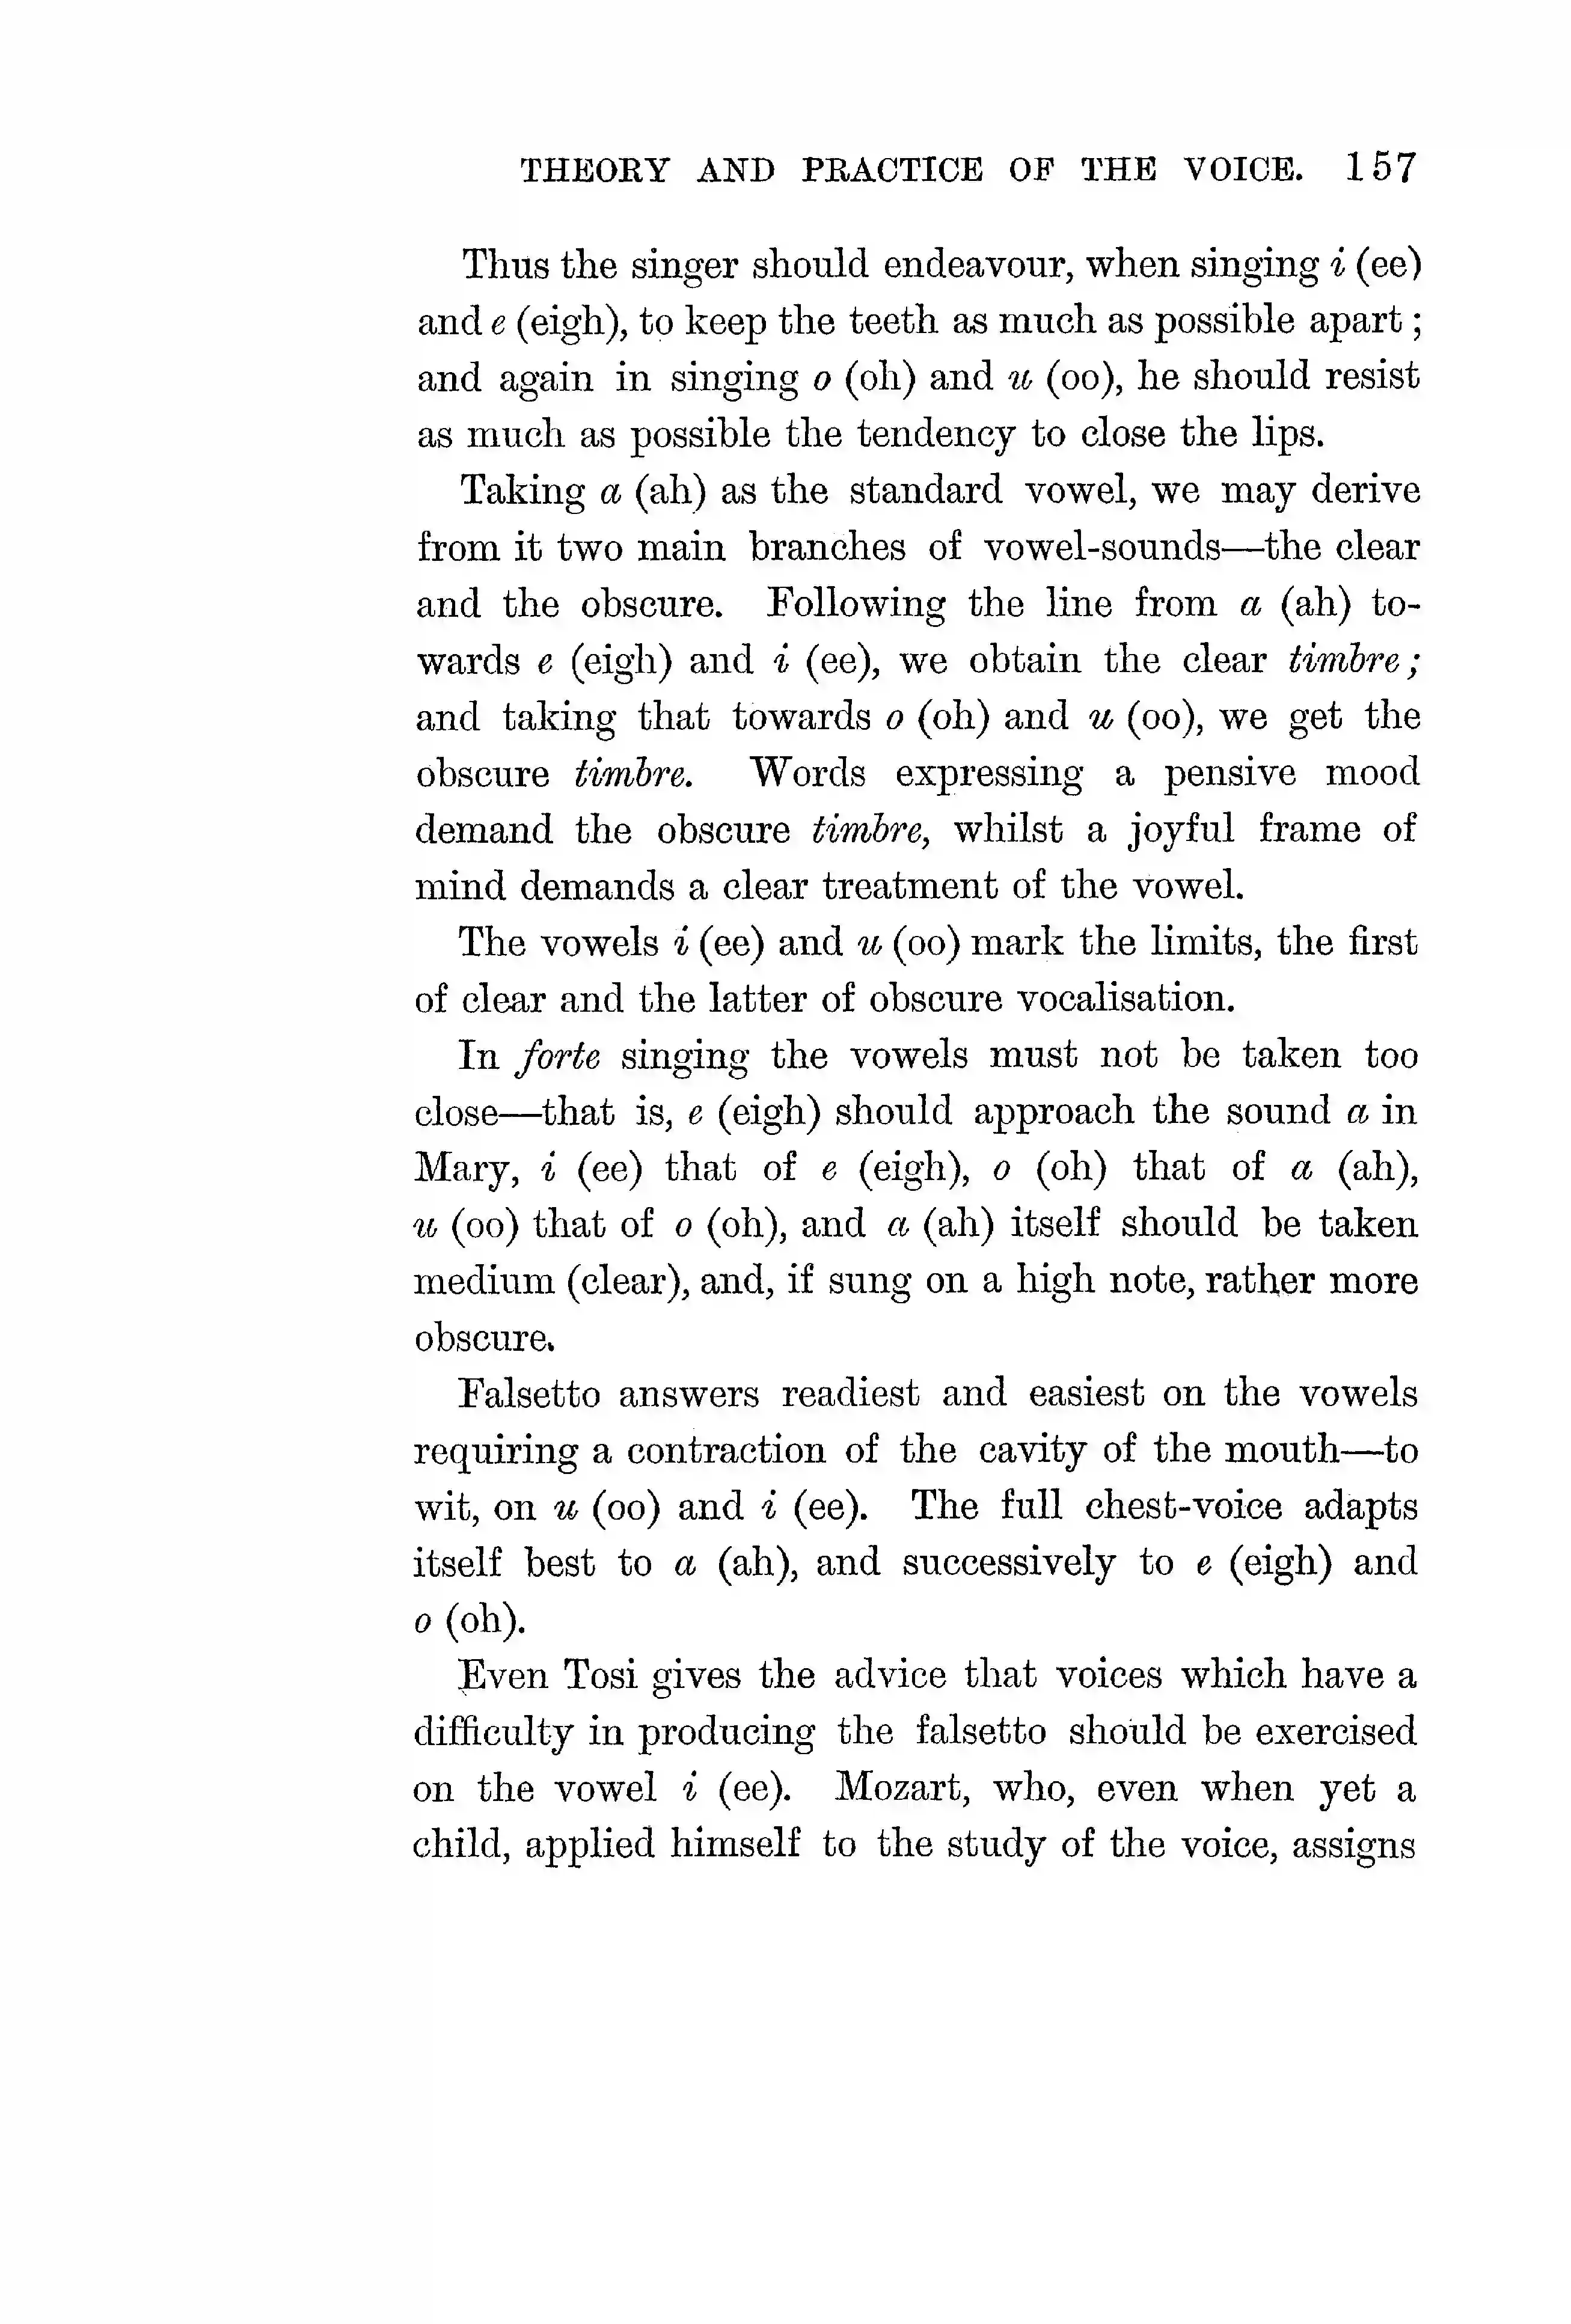 THEORY AND PRACTICE OF THE VOICE. 157
Thus the singer should endeavour, when singing i (ee)
and e (eigh), to keep the teeth as much as possible apart;
and again in singing o (oh) and u (oo), he should resist
as much as possible the tendency to close the lips.
Taking a (ah) as the standard vowel, we may derive
from it two main branches of vowel-sounds—the clear
and the obscure. Following the line from a (ah) to-
wards e (eigh) and i (ee), we obtain the clear timbre;
and taking that towards o (oh) and u (oo), we get the
obscure timbre. Words expressing a pensive mood
demand the obscure timbre, whilst a joyful frame of
mind demands a clear treatment of the vowel.
The vowels i (ee) and u (oo) mark the limits, the first
of clear and the latter of obscure vocalisation.
In forte singing the vowels must not be taken too
close—that is, e (eigh) should approach the sound a in
Mary, i (ee) that of e (eigh), o (oh) that of a (ah),
u (oo) that of o (oh), and a (ah) itself should be taken
medium (clear), and, if sung on a high note, rather more
obscure.
Falsetto answers readiest and easiest on the vowels
requiring a contraction of the cavity of the mouth—to
wit, on u (oo) and i (ee). The full chest-voice adapts
itself best to a (ah), and successively to e (eigh) and
o (oh).
Even Tosi gives the advice that voices which have a
difficulty in producing the falsetto should be exercised
on the vowel i (ee). Mozart, who, even when yet a
child, applied himself to the study of the voice, assigns